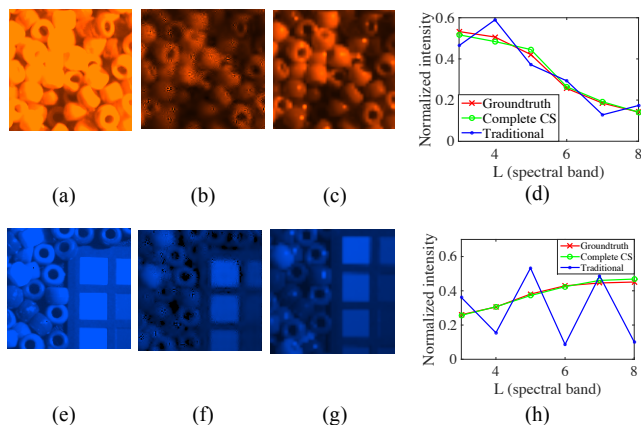 0.6
0.4
0.2
0
Normalized intensity
Groundtruth
Complete CS
Traditional
4 6 8
L (spectral band)
(a) (b) (c) (d)
0.6
0.4
0.2
0
Normalized intensity
Groundtruth
Complete CS
Traditional
4 6 8
L (spectral band)
(e) (f) (g) (h)